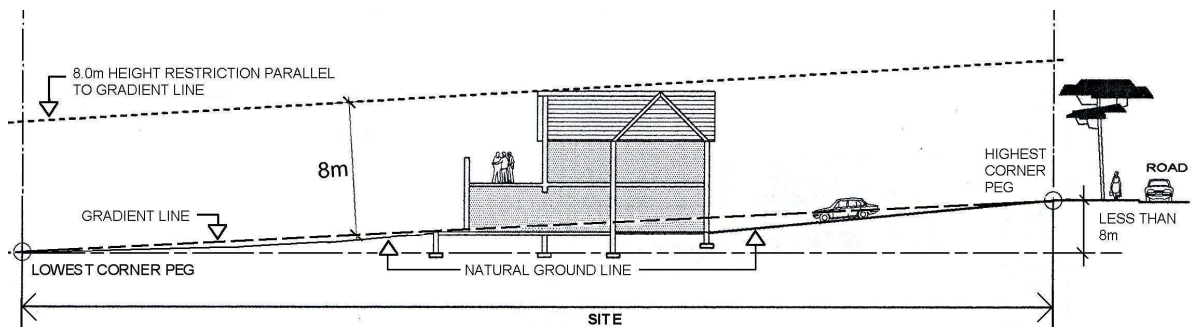 8.0m HEIGHT RESTRICTION PARALLEL
TO GRADIENT LINE
8m
GRADIENT LINE
HIGHEST
CORNER
PEG
ROAD
LESS THAN
8m
LOWEST CORNER PEG
NATURAL GROUND LINE
SITE